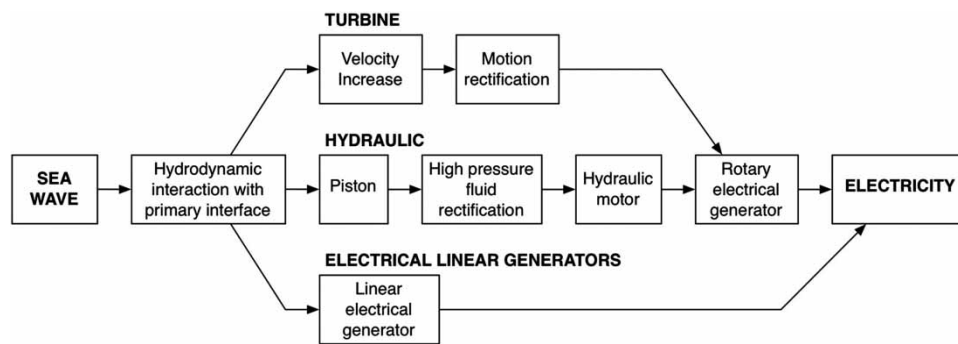 TURBINE
Velocity
Increase
Motion
rectification
HYDRAULIC
SEA
WAVE
Hydrodynamic
interaction with
primary interface
Piston
High pressure
fluid
rectification
Hydraulic
motor
Rotary
electrical
generator
ELECTRICITY
ELECTRICAL LINEAR GENERATORS
Linear
electrical
generator